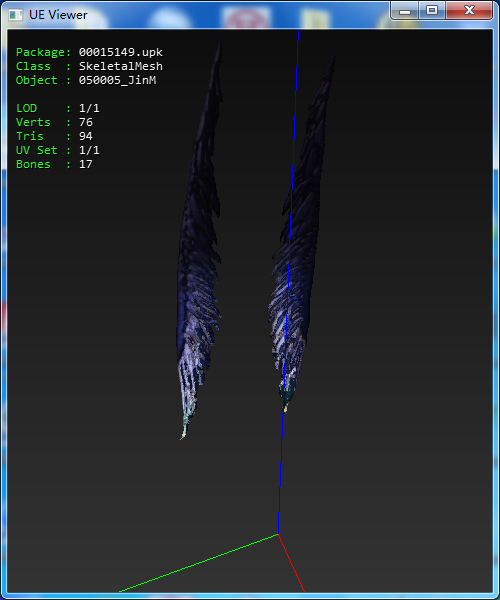 UE Viewer
Package: 00015149.upk
Class : SkeletalMesh
Object : 050005_JinM
LOD : 1/1
Verts : 76
Tris : 94
UV Set : 1/1
Bones : 17